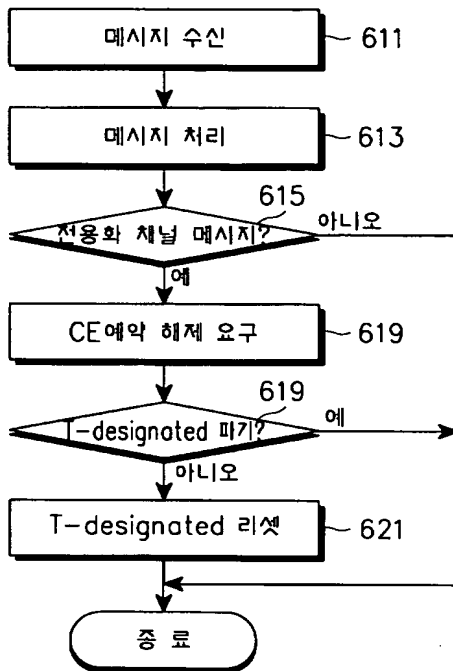 메시지 수신
611
메시지 처리
613
615
전용화 채널 메시지?
아니오
예
CE예약 해제 요구
619
619
T-designated 파기?
예
아니오
T-designated 리셋
621
종 료